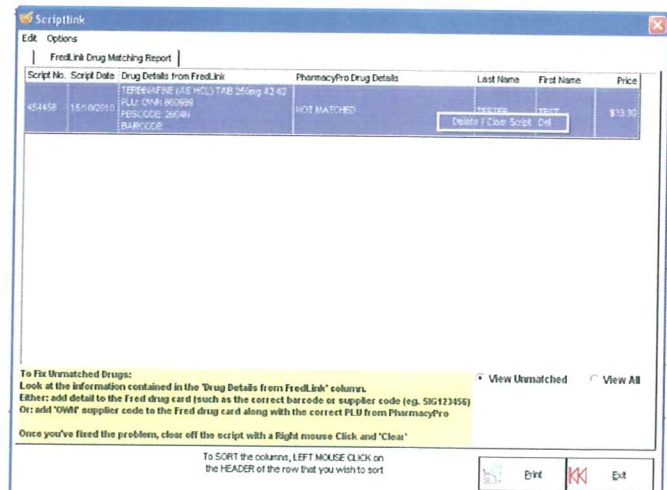 Scriptlink
Edit Options
FredLink Drug Matching Report
Script No. Script Date Drug Details from FredLink PharmacyPro Drug Details Last Name First Name Price
TERBINAFINE (AS HCL) TAB 250mg 42 42
PLU: OWN
454458 15/10/2010 NOT MATCHED TESTER TEST $33.30
PBSCODE: 2804N
Delete / Clear Script Del
BARCODE:
To Fix Unmatched Drugs:
Look at the information contained in the 'Drug Details from FredLink' column.
Either: add detail to the Fred drug card (such as the correct barcode or supplier code (eg. SIG123456)
Or: add 'OWN' supplier code to the Fred drug card along with the correct PLU from PharmacyPro
Once you've fixed the problem, clear off the script with a Right mouse Click and 'Clear'
View Unmatched View All
To SORT the columns, LEFT MOUSE CLICK on
the HEADER of the row that you wish to sort
Print Exit